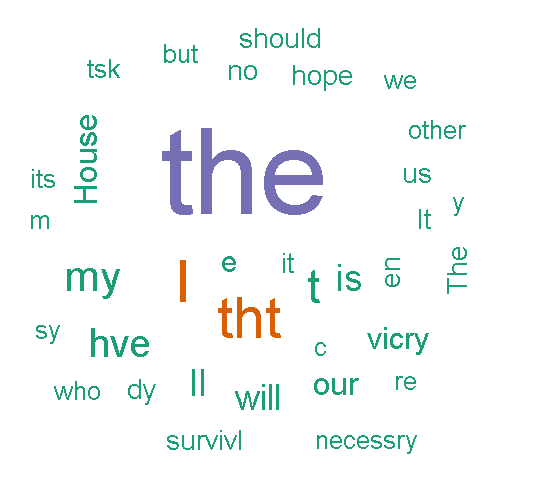 should
but
tsk
no
hope
we
other
House
the
its
us
y
m
It
my
I
e
it
t
is
en
The
tht
sy
hve
c
vicry
who
dy
ll
will
our
re
survivl
necessry